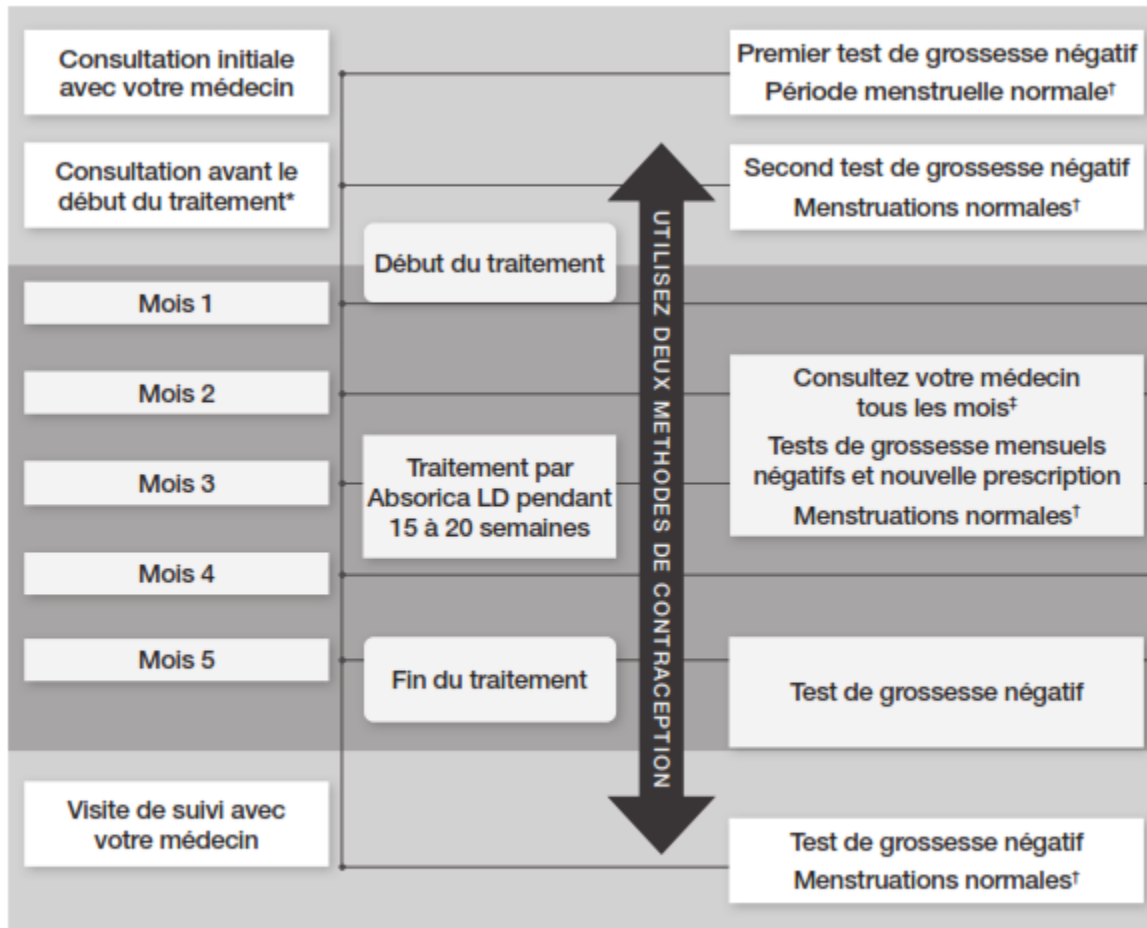 Consultation initiale
avec votre médecin
Premier test de grossesse négatif
Période menstruelle normale†
Consultation avant le
début du traitement*
Second test de grossesse négatif
Menstruations normales†
Début du traitement
UTILISEZ DEUX METHODES DE CONTRACEPTION
Mois 1
Mois 2
Consultez votre médecin
tous les mois‡
Tests de grossesse mensuels
négatifs et nouvelle prescription
Menstruations normales†
Mois 3
Traitement par
Absorica LD pendant
15 à 20 semaines
Mois 4
Mois 5
Fin du traitement
Test de grossesse négatif
Visite de suivi avec
votre médecin
Test de grossesse négatif
Menstruations normales†